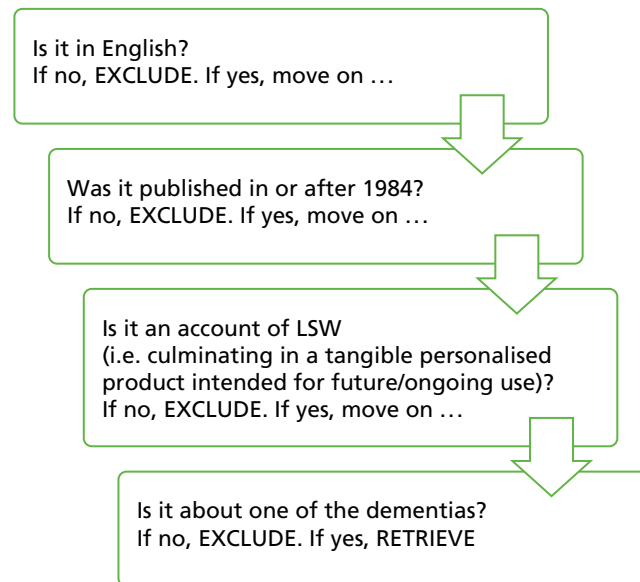 Is it in English?
If no, EXCLUDE. If yes, move on …
Was it published in or after 1984?
If no, EXCLUDE. If yes, move on …
Is it an account of LSW
(i.e. culminating in a tangible personalised
product intended for future/ongoing use)?
If no, EXCLUDE. If yes, move on …
Is it about one of the dementias?
If no, EXCLUDE. If yes, RETRIEVE